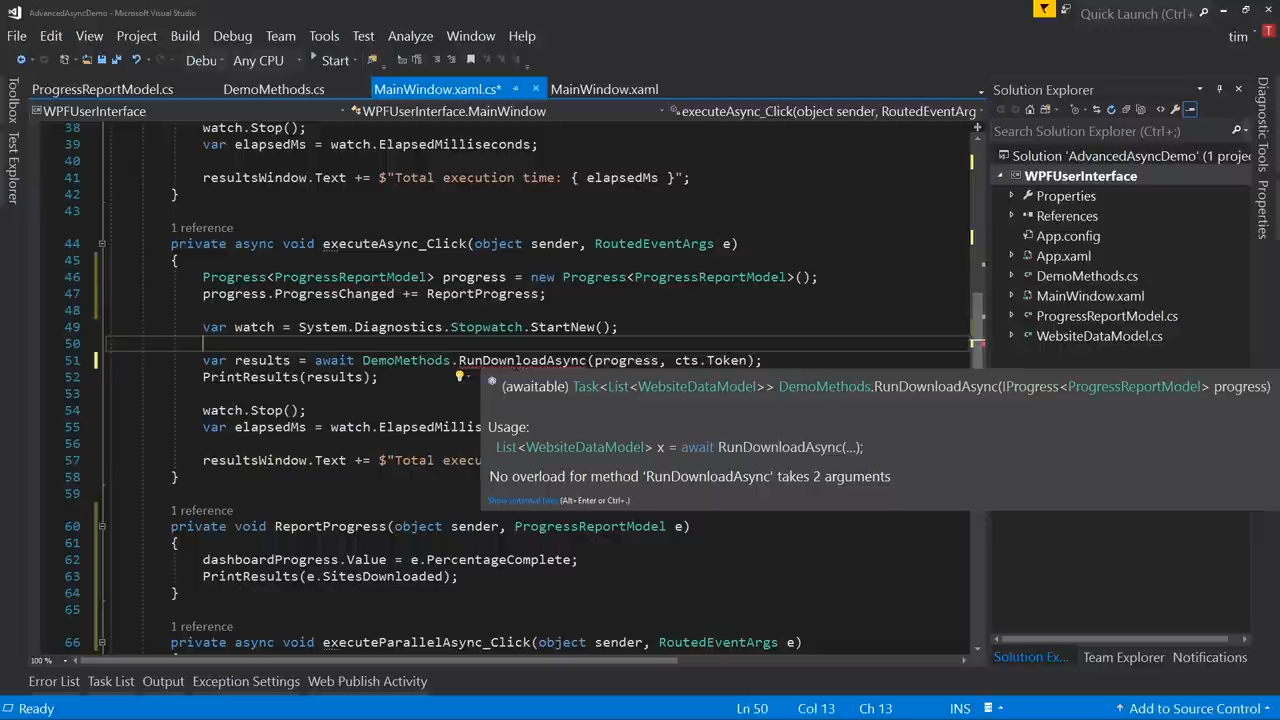 AdvancedAsyncDemo - Microsoft Visual Studio
Quick Launch (Ctrl+
File Edit View Project Build Debug Team Tools Test Analyze Window Help
tim T
Debu Any CPU Start
Toolbox
Test Explorer
ProgressReportModel.cs DemoMethods.cs MainWindow.xaml.cs* MainWindow.xaml
WPFUserInterface WPFUserInterface.MainWindow executeAsync_Click(object sender, RoutedEventArg
38 watch.Stop();
39 var elapsedMs = watch.ElapsedMilliseconds;
40
41 resultsWindow.Text += $"Total execution time: { elapsedMs }";
42 }
43
1 reference
44 private async void executeAsync_Click(object sender, RoutedEventArgs e)
45 {
46 Progress<ProgressReportModel> progress = new Progress<ProgressReportModel>();
47 progress.ProgressChanged += ReportProgress;
48
49 var watch = System.Diagnostics.Stopwatch.StartNew();
50
51 var results = await DemoMethods.RunDownloadAsync(progress, cts.Token);
52 PrintResults(results);
53
54 watch.Stop();
55 var elapsedMs = watch.ElapsedMillis
56
57 resultsWindow.Text += $"Total execu
58 }
59
1 reference
60 private void ReportProgress(object sender, ProgressReportModel e)
61 {
62 dashboardProgress.Value = e.PercentageComplete;
63 PrintResults(e.SitesDownloaded);
64 }
65
1 reference
66 private async void executeParallelAsync_Click(object sender, RoutedEventArgs e)
(awaitable) Task<List<WebsiteDataModel>> DemoMethods.RunDownloadAsync(IProgress<ProgressReportModel> progress)
Usage:
List<WebsiteDataModel> x = await RunDownloadAsync(...);
No overload for method 'RunDownloadAsync' takes 2 arguments
Show potential fixes (Alt+Enter or Ctrl+.)
100 %
Solution Explorer
Search Solution Explorer (Ctrl+;)
Solution 'AdvancedAsyncDemo' (1 projec
WPFUserInterface
Properties
References
App.config
App.xaml
DemoMethods.cs
MainWindow.xaml
ProgressReportModel.cs
WebsiteDataModel.cs
Solution Ex... Team Explorer Notifications
Diagnostic Tools
Properties
Error List Task List Output Exception Settings Web Publish Activity
Ready Ln 50 Col 13 Ch 13 INS Add to Source Control